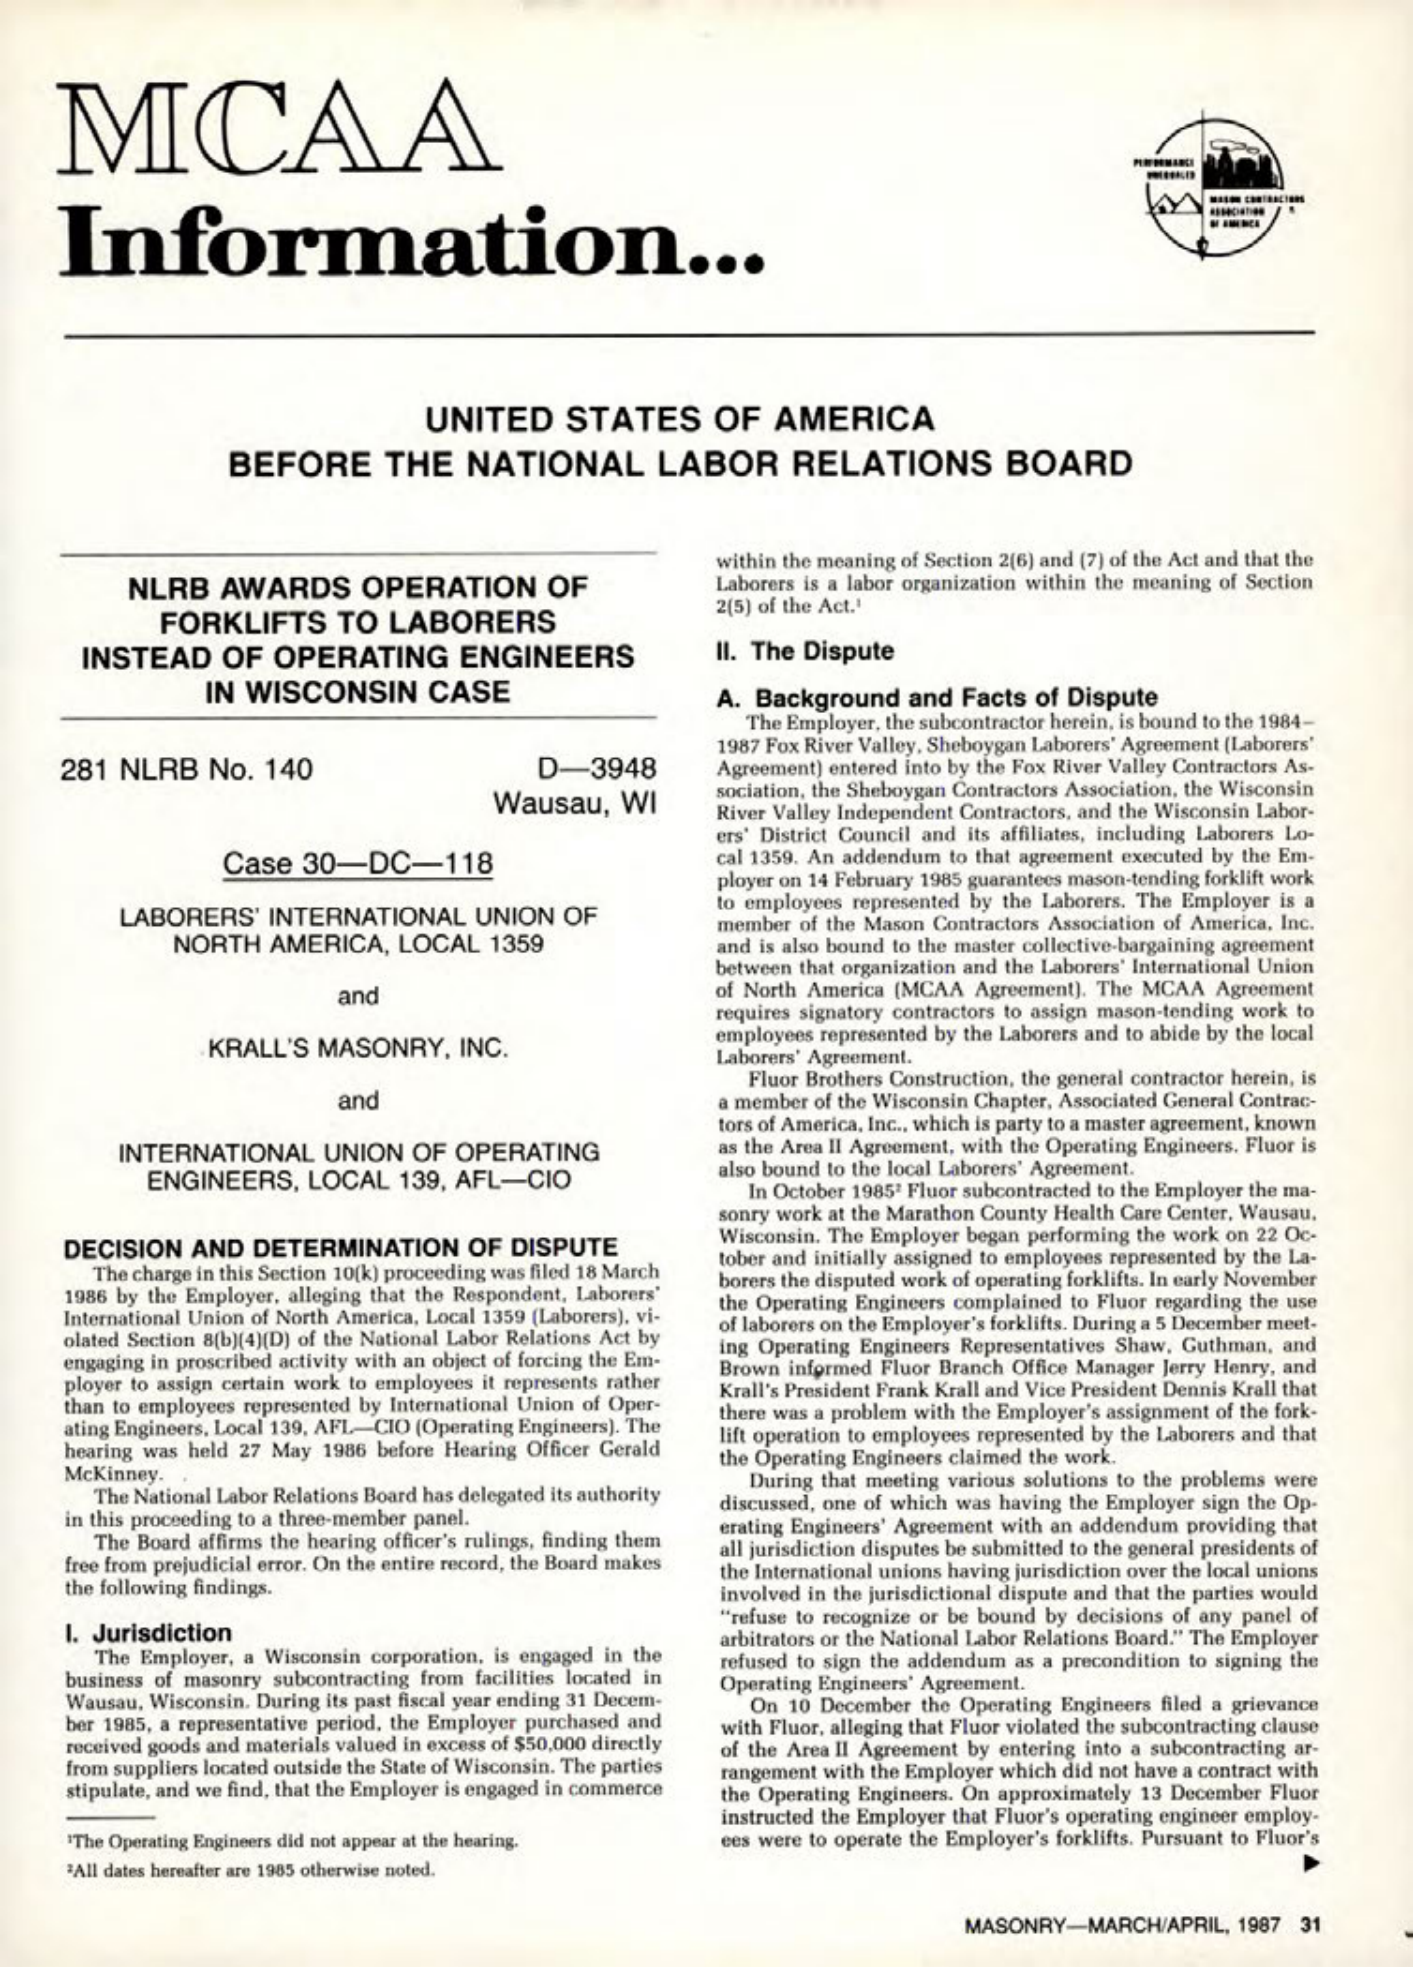 MCAA
Information...
PERFORMANCE
UNEQUALED
MASON CONTRACTORS
ASSOCIATION
OF AMERICA
UNITED STATES OF AMERICA
BEFORE THE NATIONAL LABOR RELATIONS BOARD
NLRB AWARDS OPERATION OF
FORKLIFTS TO LABORERS
INSTEAD OF OPERATING ENGINEERS
IN WISCONSIN CASE
281 NLRB No. 140 D—3948
Wausau, WI
Case 30—DC—118
LABORERS' INTERNATIONAL UNION OF
NORTH AMERICA, LOCAL 1359
and
KRALL'S MASONRY, INC.
and
INTERNATIONAL UNION OF OPERATING
ENGINEERS, LOCAL 139, AFL—CIO
DECISION AND DETERMINATION OF DISPUTE
The charge in this Section 10(k) proceeding was filed 18 March
1986 by the Employer, alleging that the Respondent, Laborers'
International Union of North America, Local 1359 (Laborers), vi-
olated Section 8(b)(4)(D) of the National Labor Relations Act by
engaging in proscribed activity with an object of forcing the Em-
ployer to assign certain work to employees it represents rather
than to employees represented by International Union of Oper-
ating Engineers, Local 139, AFL—CIO (Operating Engineers). The
hearing was held 27 May 1986 before Hearing Officer Gerald
McKinney.
The National Labor Relations Board has delegated its authority
in this proceeding to a three-member panel.
The Board affirms the hearing officer's rulings, finding them
free from prejudicial error. On the entire record, the Board makes
the following findings.
I. Jurisdiction
The Employer, a Wisconsin corporation, is engaged in the
business of masonry subcontracting from facilities located in
Wausau, Wisconsin. During its past fiscal year ending 31 Decem-
ber 1985, a representative period, the Employer purchased and
received goods and materials valued in excess of $50,000 directly
from suppliers located outside the State of Wisconsin. The parties
stipulate, and we find, that the Employer is engaged in commerce
¹The Operating Engineers did not appear at the hearing.
²All dates hereafter are 1985 otherwise noted.
within the meaning of Section 2(6) and (7) of the Act and that the
Laborers is a labor organization within the meaning of Section
2(5) of the Act.¹
II. The Dispute
A. Background and Facts of Dispute
The Employer, the subcontractor herein, is bound to the 1984–
1987 Fox River Valley, Sheboygan Laborers' Agreement (Laborers'
Agreement) entered into by the Fox River Valley Contractors As-
sociation, the Sheboygan Contractors Association, the Wisconsin
River Valley Independent Contractors, and the Wisconsin Labor-
ers' District Council and its affiliates, including Laborers Lo-
cal 1359. An addendum to that agreement executed by the Em-
ployer on 14 February 1985 guarantees mason-tending forklift work
to employees represented by the Laborers. The Employer is a
member of the Mason Contractors Association of America, Inc.
and is also bound to the master collective-bargaining agreement
between that organization and the Laborers' International Union
of North America (MCAA Agreement). The MCAA Agreement
requires signatory contractors to assign mason-tending work to
employees represented by the Laborers and to abide by the local
Laborers' Agreement.
Fluor Brothers Construction, the general contractor herein, is
a member of the Wisconsin Chapter, Associated General Contrac-
tors of America, Inc., which is party to a master agreement, known
as the Area II Agreement, with the Operating Engineers. Fluor is
also bound to the local Laborers' Agreement.
In October 1985² Fluor subcontracted to the Employer the ma-
sonry work at the Marathon County Health Care Center, Wausau,
Wisconsin. The Employer began performing the work on 22 Oc-
tober and initially assigned to employees represented by the La-
borers the disputed work of operating forklifts. In early November
the Operating Engineers complained to Fluor regarding the use
of laborers on the Employer's forklifts. During a 5 December meet-
ing Operating Engineers Representatives Shaw, Guthman, and
Brown informed Fluor Branch Office Manager Jerry Henry, and
Krall's President Frank Krall and Vice President Dennis Krall that
there was a problem with the Employer's assignment of the fork-
lift operation to employees represented by the Laborers and that
the Operating Engineers claimed the work.
During that meeting various solutions to the problems were
discussed, one of which was having the Employer sign the Op-
erating Engineers' Agreement with an addendum providing that
all jurisdiction disputes be submitted to the general presidents of
the International unions having jurisdiction over the local unions
involved in the jurisdictional dispute and that the parties would
"refuse to recognize or be bound by decisions of any panel of
arbitrators or the National Labor Relations Board." The Employer
refused to sign the addendum as a precondition to signing the
Operating Engineers' Agreement.
On 10 December the Operating Engineers filed a grievance
with Fluor, alleging that Fluor violated the subcontracting clause
of the Area II Agreement by entering into a subcontracting ar-
rangement with the Employer which did not have a contract with
the Operating Engineers. On approximately 13 December Fluor
instructed the Employer that Fluor's operating engineer employ-
ees were to operate the Employer's forklifts. Pursuant to Fluor's
MASONRY—MARCH/APRIL, 1987 31